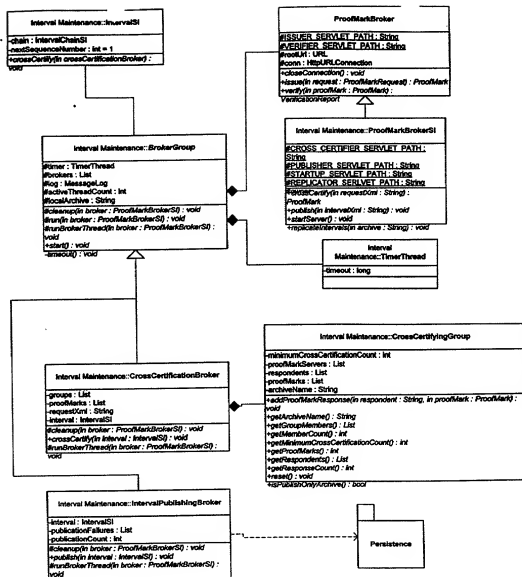 Interval Maintenance::IntervalSI
-chain : IntervalChainSI
-nextSequenceNumber : int = 1
+crossCertify(in crossCertificationBroker) :
void
ProofMarkBroker
#ISSUER_SERVLET_PATH : String
#VERIFIER_SERVLET_PATH : String
#rootUrl : URL
#conn : HttpURLConnection
+closeConnection() : void
+issue(in request : ProofMarkRequest) : ProofMark
+verify(in proofMark : ProofMark) :
VerificationReport
Interval Maintenance::ProofMarkBrokerSI
#CROSS_CERTIFIER_SERVLET_PATH :
String
#PUBLISHER_SERVLET_PATH : String
#STARTUP_SERVLET_PATH : String
#REPLICATOR_SERLVET_PATH : String
+crossCertify(in requestXml : String) :
ProofMark
+publish(in intervalXml : String) : void
+startServer() : void
+replicateIntervals(in archive : String) : void
Interval Maintenance::BrokerGroup
#timer : TimerThread
#brokers : List
#log : MessageLog
#activeThreadCount : int
#localArchive : String
#cleanup(in broker : ProofMarkBrokerSI) : void
#run(in broker : ProofMarkBrokerSI) : void
#runBrokerThread(in broker : ProofMarkBrokerSI) :
void
+start() : void
-timeout() : void
Interval
Maintenance::TimerThread
-timeout : long
Interval Maintenance::CrossCertificationBroker
-groups : List
-proofMarks : List
-requestXml : String
-interval : IntervalSI
#cleanup(in broker : ProofMarkBrokerSI) : void
+crossCertify(in interval : IntervalSI) : void
#runBrokerThread(in broker : ProofMarkBrokerSI) :
void
Interval Maintenance::CrossCertifyingGroup
-minimumCrossCertificationCount : int
-proofMarkServers : List
-respondents : List
-proofMarks : List
-archiveName : String
+addProofMarkResponse(in respondent : String, in proofMark : ProofMark) :
void
+getArchiveName() : String
+getGroupMembers() : List
+getMemberCount() : int
+getMinimumCrossCertificationCount() : int
+getProofMarks() : List
+getRespondents() : List
+getResponseCount() : int
+reset() : void
+isPublishOnlyArchive() : bool
Interval Maintenance::IntervalPublishingBroker
-interval : IntervalSI
-publicationFailures : List
-publicationCount : int
#cleanup(in broker : ProofMarkBrokerSI) : void
+publish(in interval : IntervalSI) : void
#runBrokerThread(in broker : ProofMarkBrokerSI) :
void
Persistence